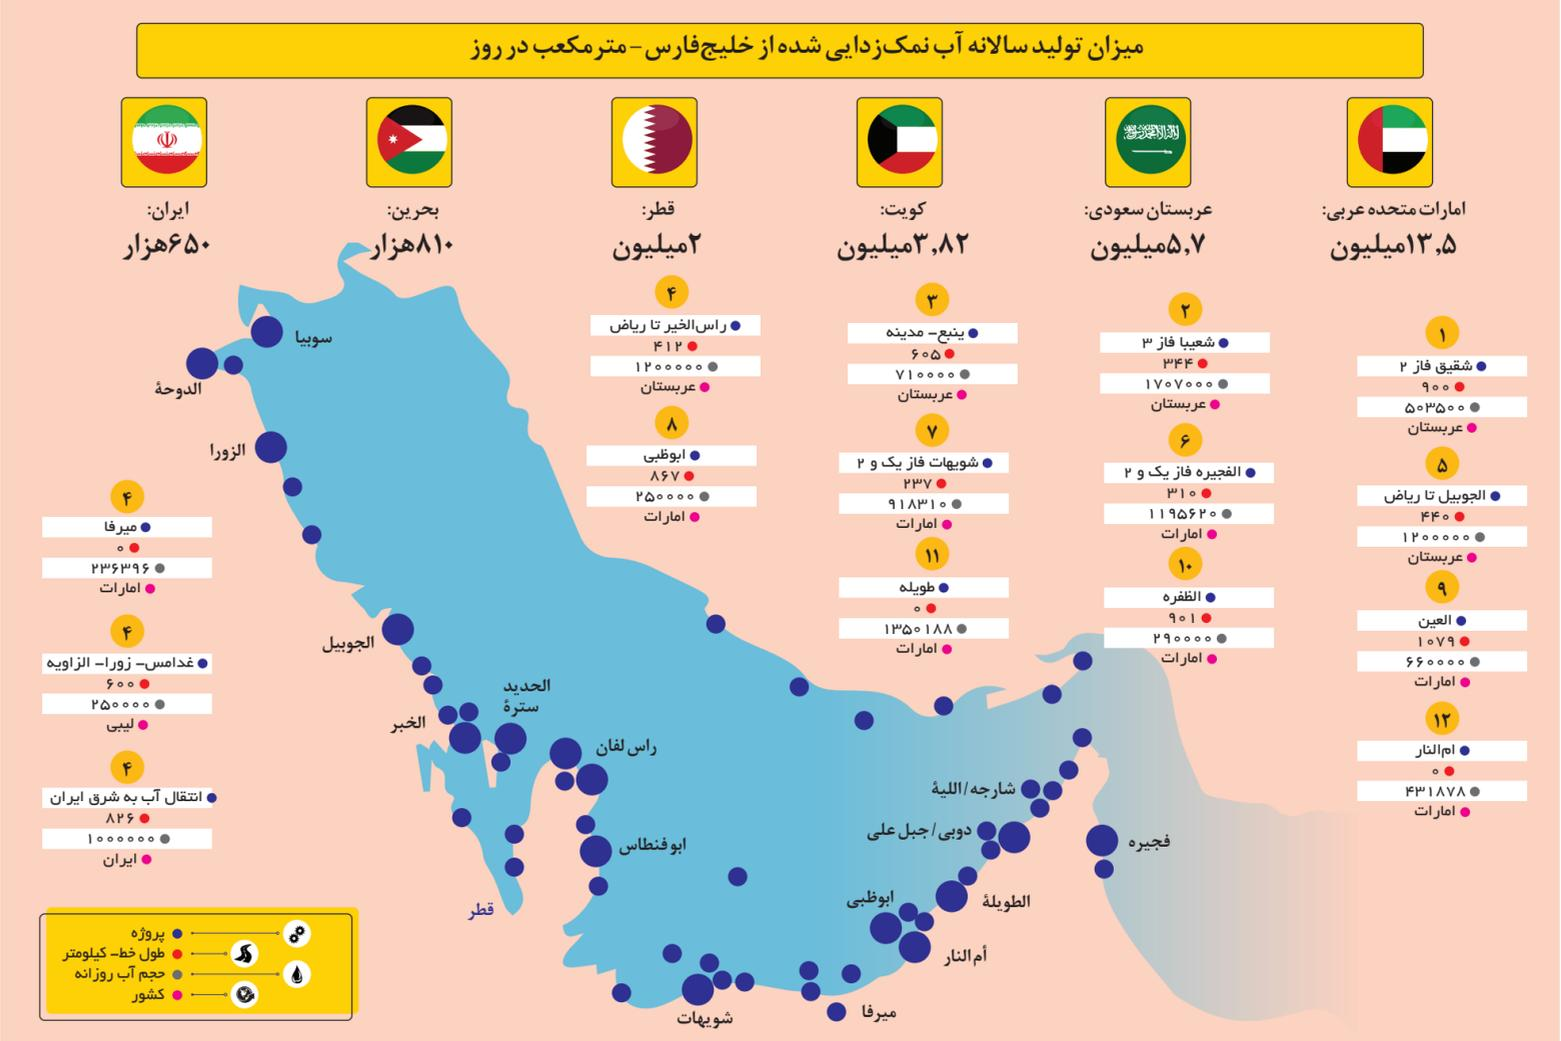 میزان تولید سالانه آب نمک‌زدایی شده از خلیج‌فارس - مترمکعب در روز
امارات متحده عربی:
۱۳٫۵میلیون
عربستان سعودی:
۵٫۷میلیون
کویت:
۳٫۸۲میلیون
قطر:
۲میلیون
بحرین:
۸۱۰هزار
ایران:
۶۵۰هزار
۱
شقیق فاز ۲
۹۰۰
۵۰۳۵۰۰
عربستان
۲
شعیبا فاز ۳
۳۴۴
۱۷۰۷۰۰۰
عربستان
۳
ینبع- مدینه
۶۰۵
۷۱۰۰۰۰
عربستان
۴
راس‌الخیر تا ریاض
۴۱۲
۱۲۰۰۰۰۰
عربستان
۵
الجوبیل تا ریاض
۴۴۰
۱۲۰۰۰۰۰
عربستان
۶
الفجیره فاز یک و ۲
۳۱۰
۱۱۹۵۶۲۰
امارات
۷
شویهات فاز یک و ۲
۲۳۷
۹۱۸۳۱۰
امارات
۸
ابوظبی
۸۶۷
۲۵۰۰۰۰
امارات
۹
العین
۱۰۷۹
۶۶۰۰۰۰
امارات
۱۰
الظفره
۹۰۱
۲۹۰۰۰۰
امارات
۱۱
طویله
۰
۱۳۵۰۱۸۸
امارات
۱۲
ام‌النار
۰
۴۳۱۸۷۸
امارات
۴
میرفا
۰
۲۳۶۳۹۶
امارات
۴
غدامس- زورا- الزاویه
۶۰۰
۲۵۰۰۰۰
لیبی
۴
انتقال آب به شرق ایران
۸۲۶
۱۰۰۰۰۰۰
ایران
سوبیا
الدوحة
الزورا
الجوبیل
الحدید
سترة
الخبر
راس لفان
ابوفنطاس
قطر
شویهات
میرفا
أم‌النار
ابوظبی
الطویلة
دوبی/جبل علی
شارجه/اللیة
فجیره
پروژه
طول خط- کیلومتر
حجم آب روزانه
کشور